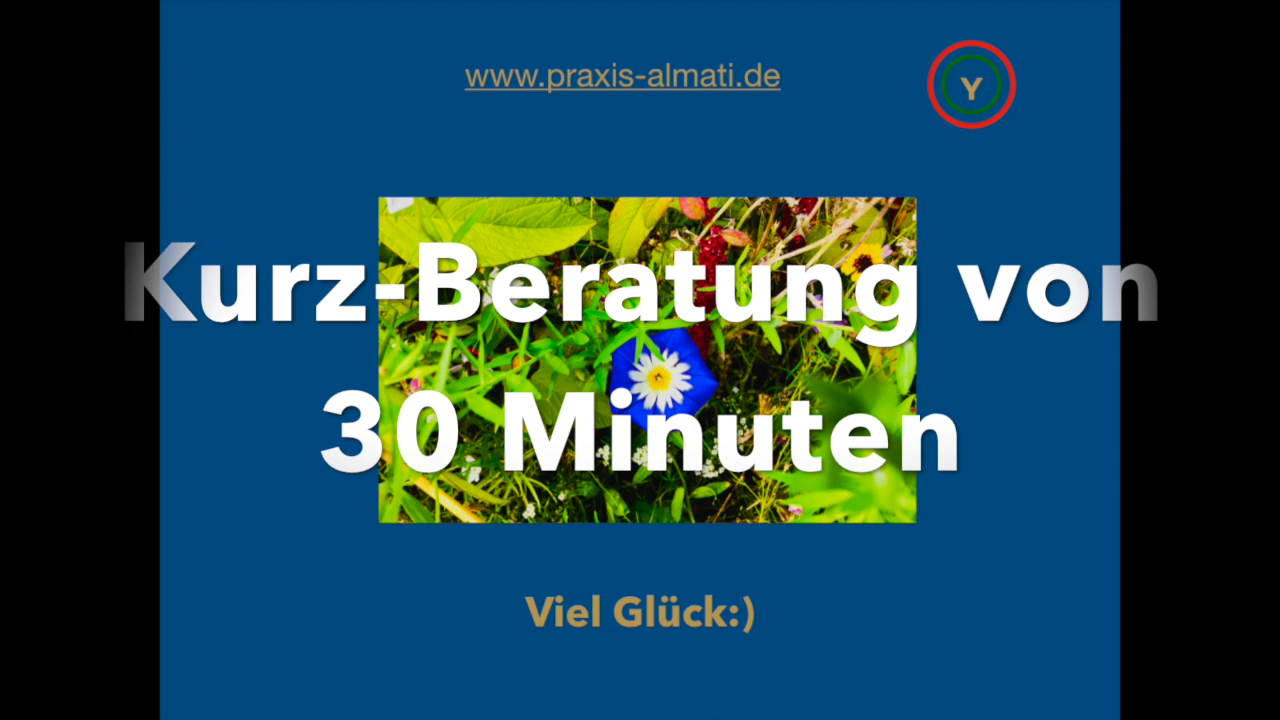 www.praxis-almati.de
Y
Kurz-Beratung von
30 Minuten
Viel Glück:)